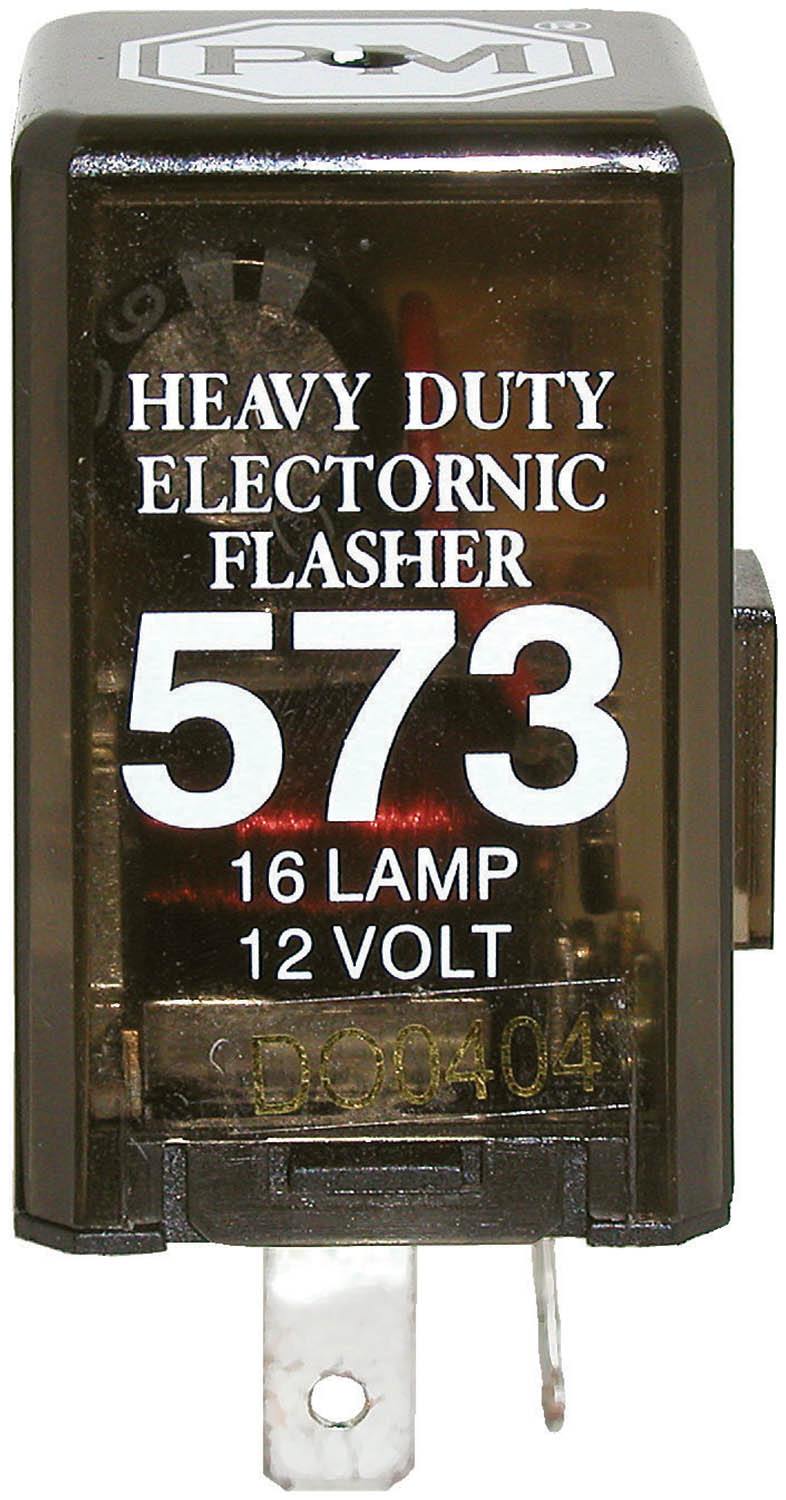 PM®
HEAVY DUTY
ELECTORNIC
FLASHER
573
16 LAMP
12 VOLT
DO0404